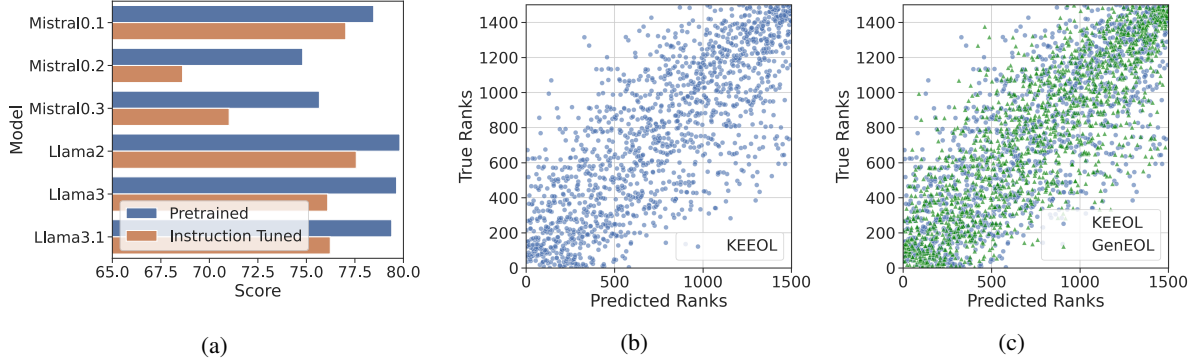 Model
Mistral0.1
Mistral0.2
Mistral0.3
Llama2
Llama3
Llama3.1
Pretrained
Instruction Tuned
65.0 67.5 70.0 72.5 75.0 77.5 80.0
Score
(a)
True Ranks
1400
1200
1000
800
600
400
200
0
KEEOL
0 500 1000 1500
Predicted Ranks
(b)
True Ranks
1400
1200
1000
800
600
400
200
0
KEEOL
GenEOL
0 500 1000 1500
Predicted Ranks
(c)